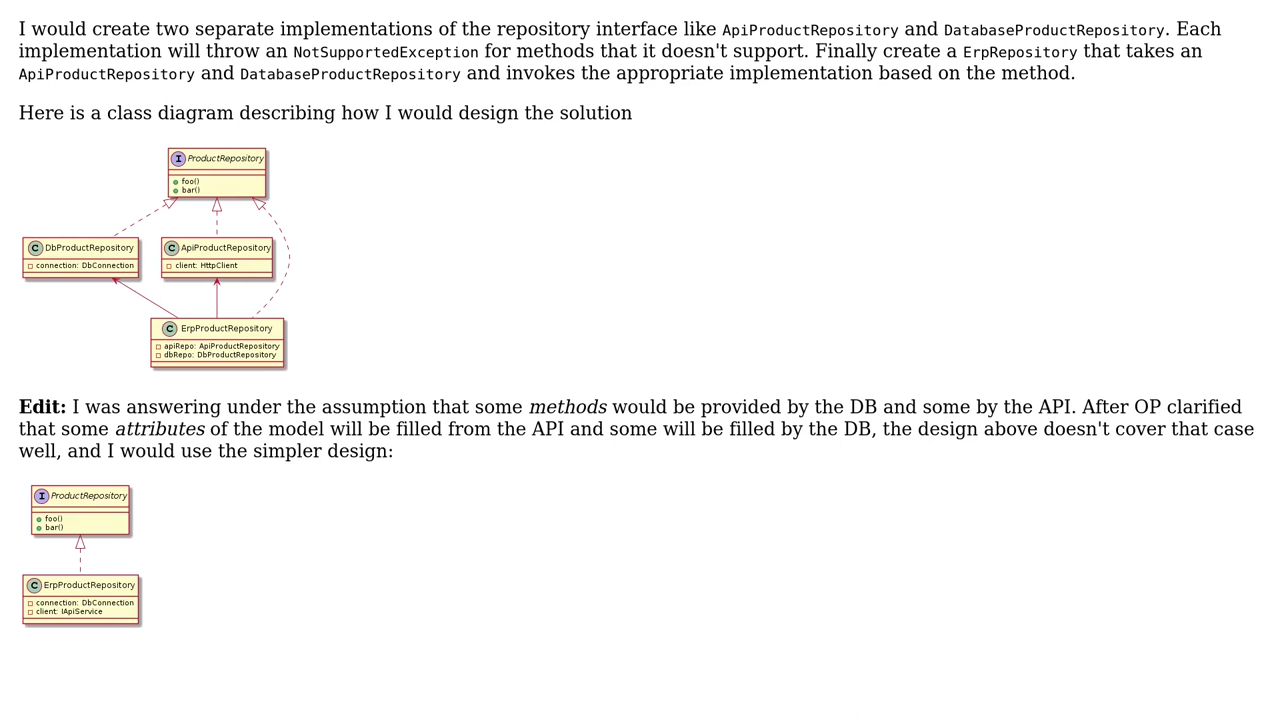 I would create two separate implementations of the repository interface like ApiProductRepository and DatabaseProductRepository. Each
implementation will throw an NotSupportedException for methods that it doesn't support. Finally create a ErpRepository that takes an
ApiProductRepository and DatabaseProductRepository and invokes the appropriate implementation based on the method.
Here is a class diagram describing how I would design the solution
I ProductRepository
foo()
bar()
C DbProductRepository
connection: DbConnection
C ApiProductRepository
client: HttpClient
C ErpProductRepository
apiRepo: ApiProductRepository
dbRepo: DbProductRepository
Edit: I was answering under the assumption that some methods would be provided by the DB and some by the API. After OP clarified
that some attributes of the model will be filled from the API and some will be filled by the DB, the design above doesn't cover that case
well, and I would use the simpler design:
I ProductRepository
foo()
bar()
C ErpProductRepository
connection: DbConnection
client: IApiService